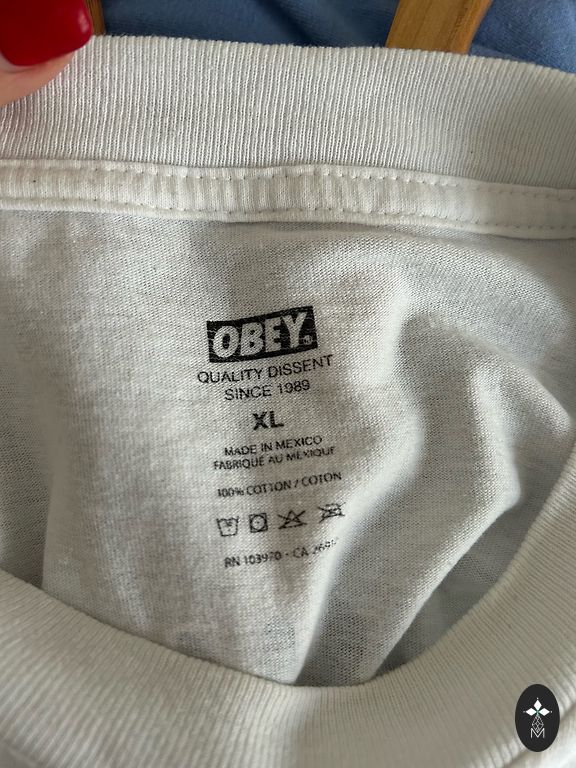 OBEY.
QUALITY DISSENT
SINCE 1989
XL
MADE IN MEXICO
FABRIQUÉ AU MEXIQUE
100% COTTON / COTON
RN 103970 - CA